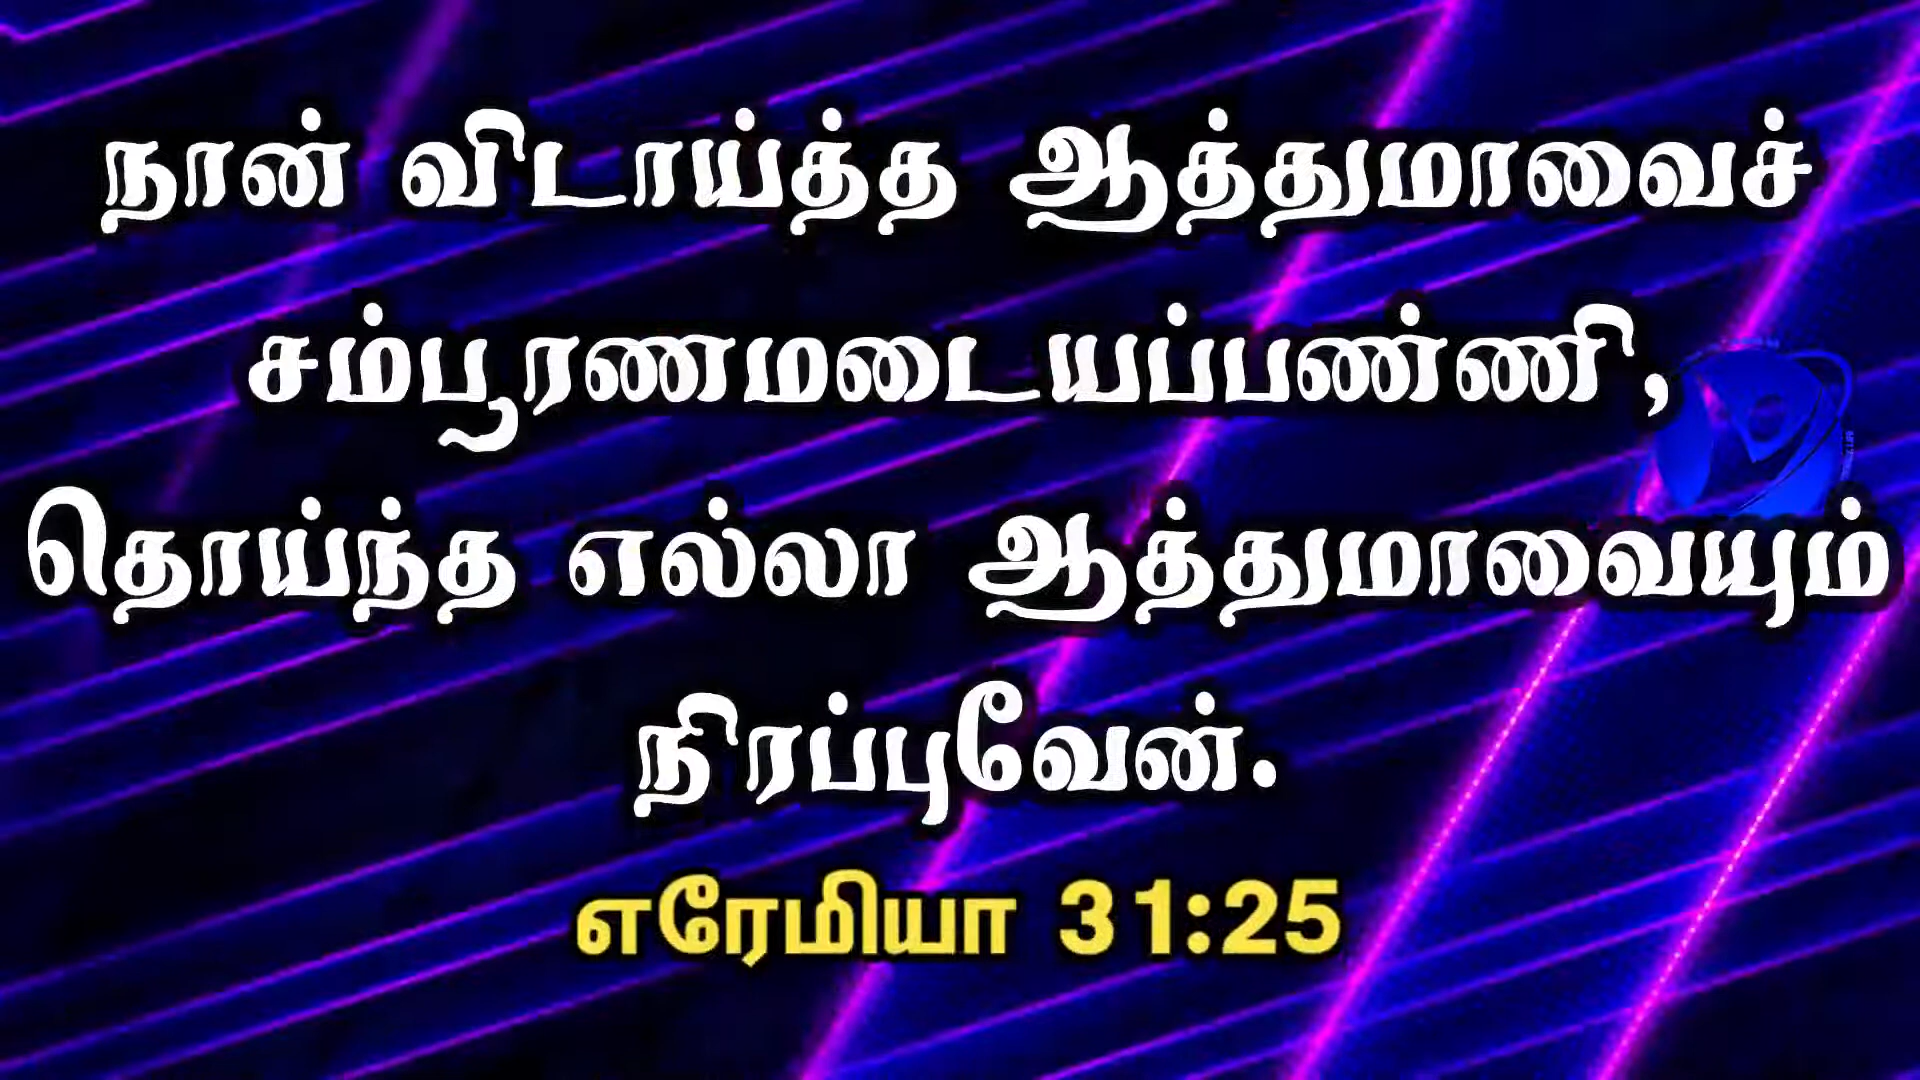 நான் விடாய்த்த ஆத்துமாவைச்
சம்பூரணமடையப்பண்ணி,
தொய்ந்த எல்லா ஆத்துமாவையும்
நிரப்புவேன்.
எரேமியா 31:25